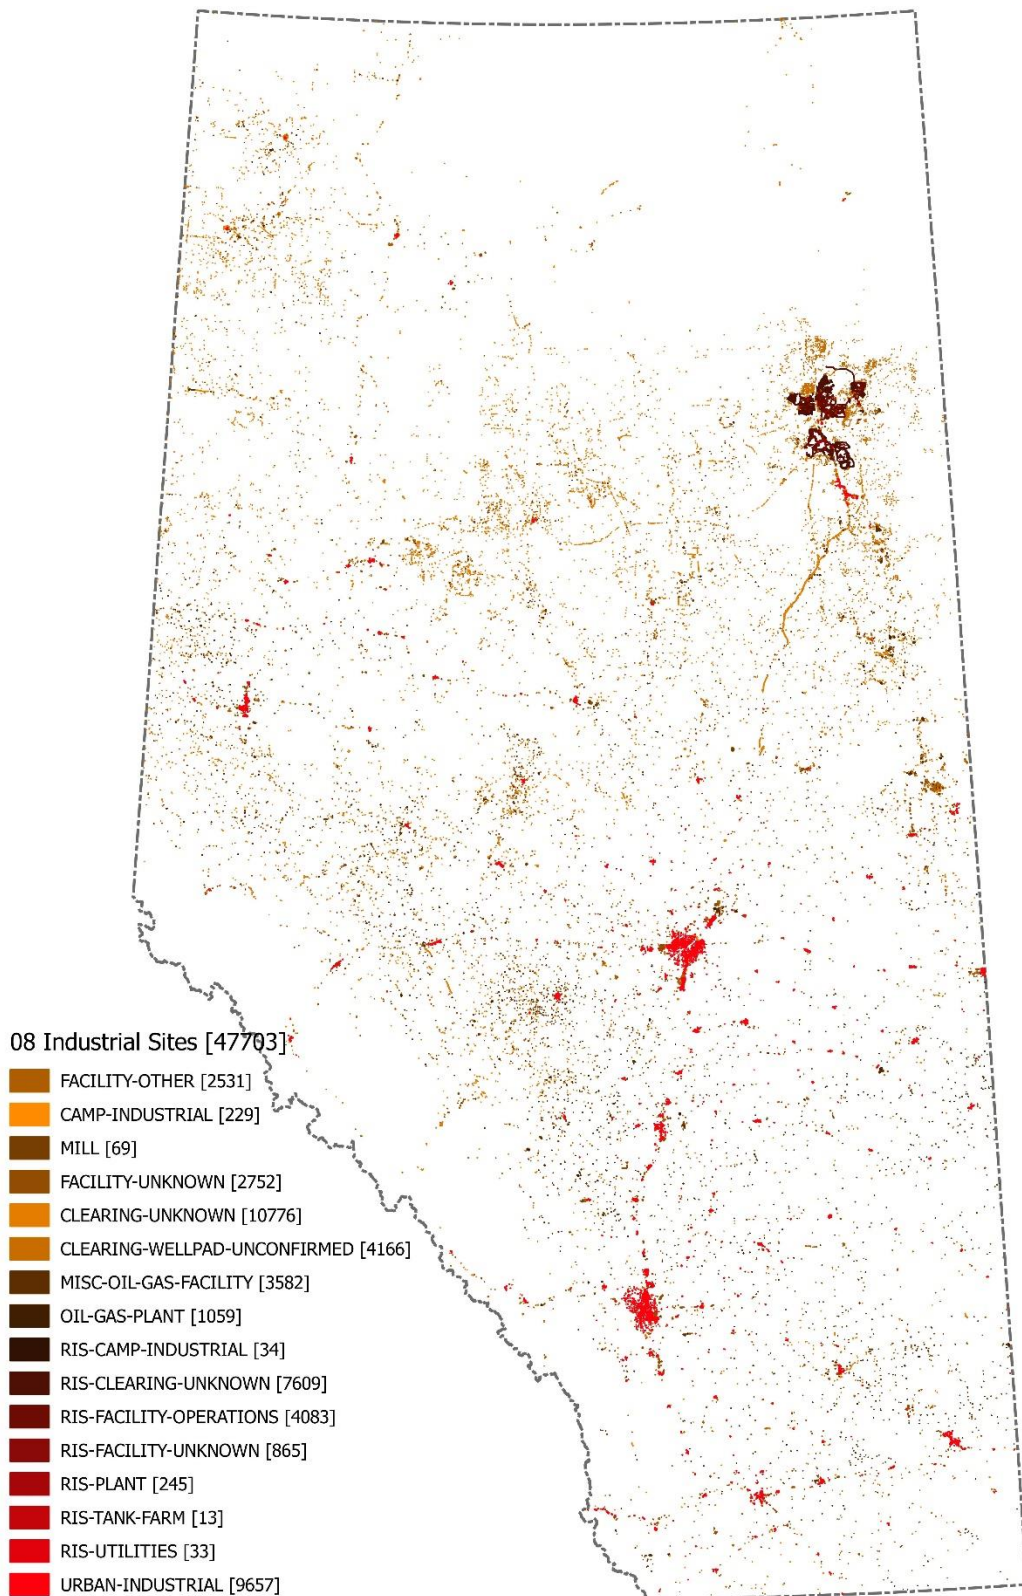 08 Industrial Sites [47703]
FACILITY-OTHER [2531]
CAMP-INDUSTRIAL [229]
MILL [69]
FACILITY-UNKNOWN [2752]
CLEARING-UNKNOWN [10776]
CLEARING-WELLPAD-UNCONFIRMED [4166]
MISC-OIL-GAS-FACILITY [3582]
OIL-GAS-PLANT [1059]
RIS-CAMP-INDUSTRIAL [34]
RIS-CLEARING-UNKNOWN [7609]
RIS-FACILITY-OPERATIONS [4083]
RIS-FACILITY-UNKNOWN [865]
RIS-PLANT [245]
RIS-TANK-FARM [13]
RIS-UTILITIES [33]
URBAN-INDUSTRIAL [9657]